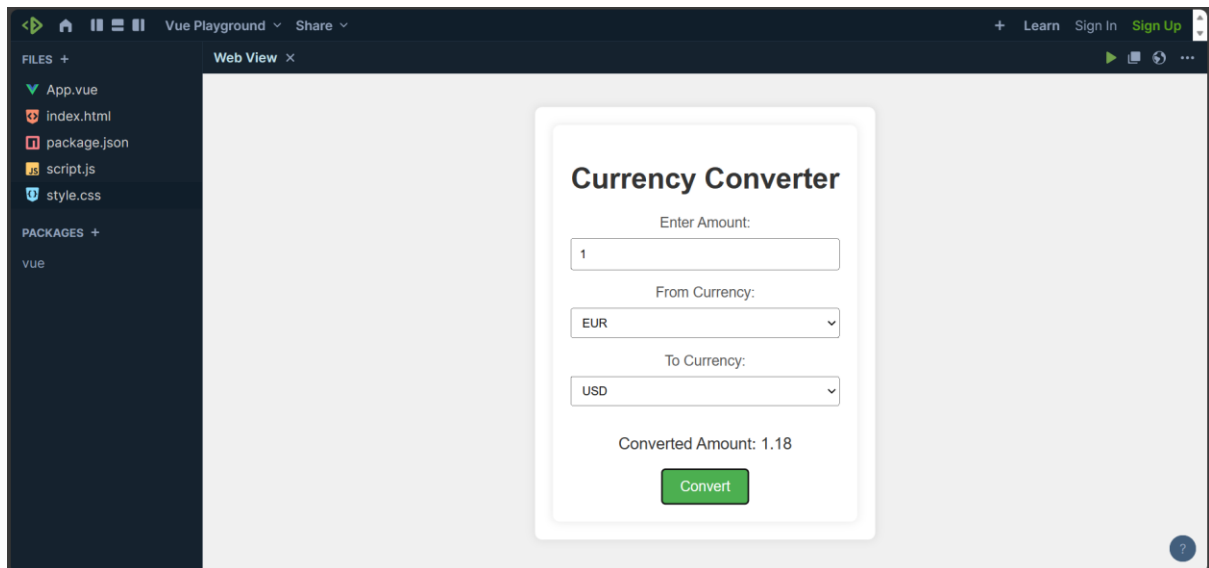 Vue Playground Share + Learn Sign In Sign Up
FILES +
Web View ×
App.vue
index.html
package.json
JS script.js
style.css
PACKAGES +
vue
Currency Converter
Enter Amount:
1
From Currency:
EUR
To Currency:
USD
Converted Amount: 1.18
Convert
?